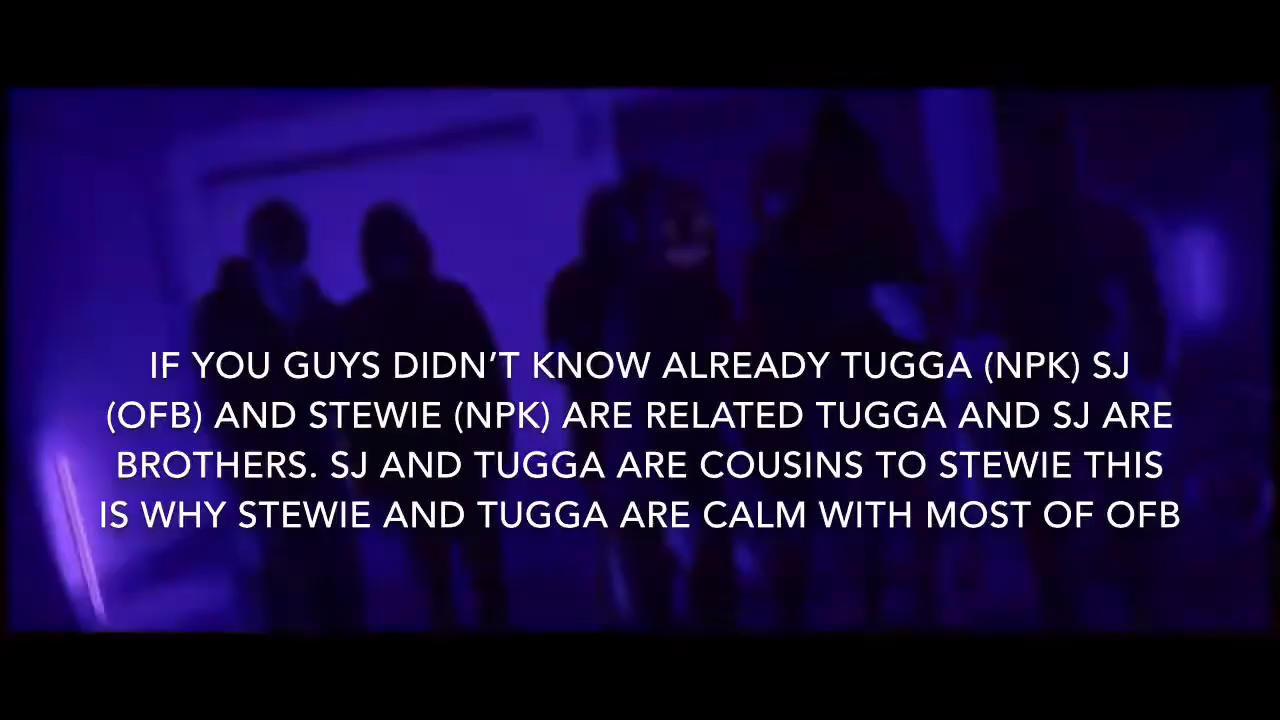 IF YOU GUYS DIDN’T KNOW ALREADY TUGGA (NPK) SJ
(OFB) AND STEWIE (NPK) ARE RELATED TUGGA AND SJ ARE
BROTHERS. SJ AND TUGGA ARE COUSINS TO STEWIE THIS
IS WHY STEWIE AND TUGGA ARE CALM WITH MOST OF OFB